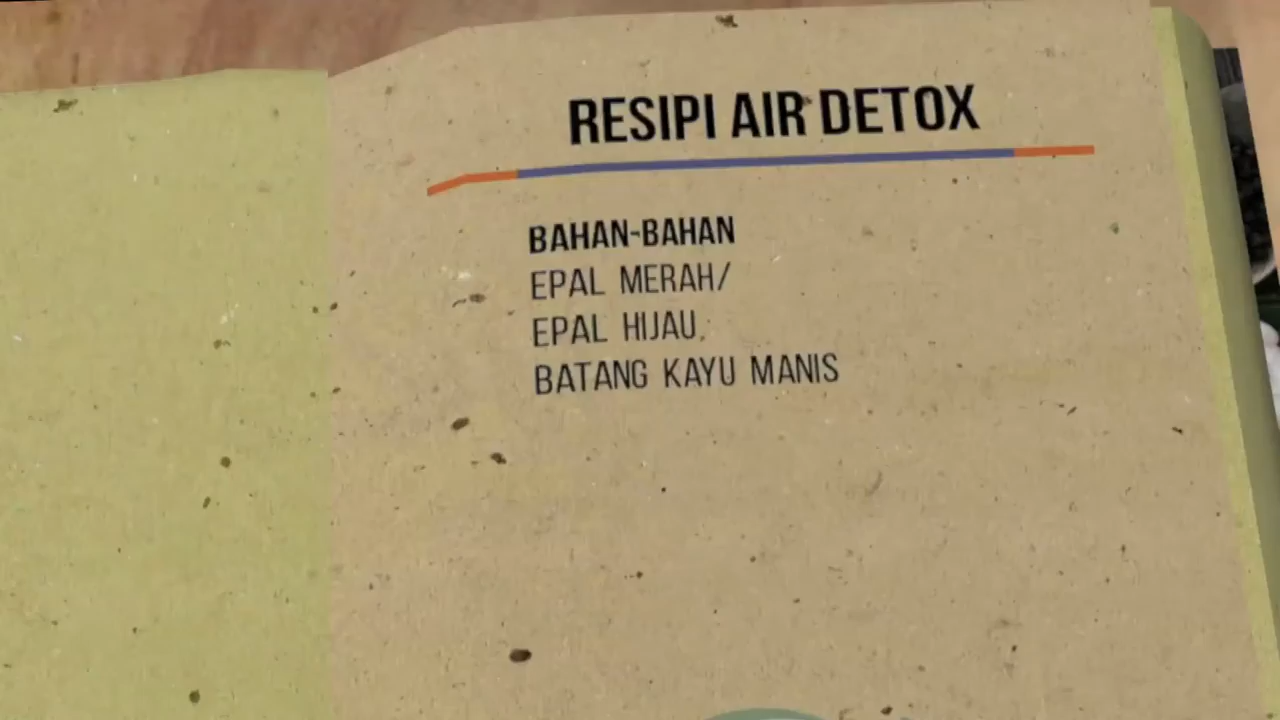 RESIPI AIR DETOX
BAHAN-BAHAN
EPAL MERAH/
EPAL HIJAU,
BATANG KAYU MANIS